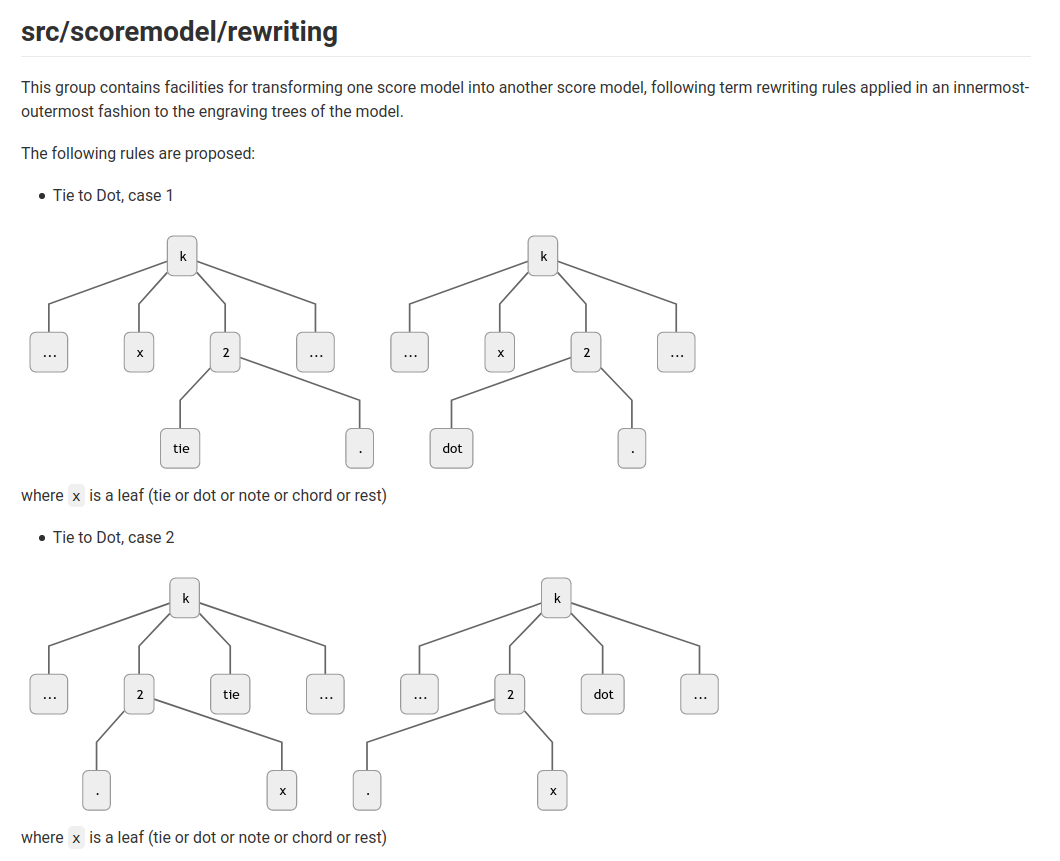 src/scoremodel/rewriting
This group contains facilities for transforming one score model into another score model, following term rewriting rules applied in an innermost-
outermost fashion to the engraving trees of the model.
The following rules are proposed:
• Tie to Dot, case 1
k k
... x 2 ... ... x 2 ...
tie . dot .
where x is a leaf (tie or dot or note or chord or rest)
• Tie to Dot, case 2
k k
... 2 tie ... ... 2 dot ...
. x . x
where x is a leaf (tie or dot or note or chord or rest)